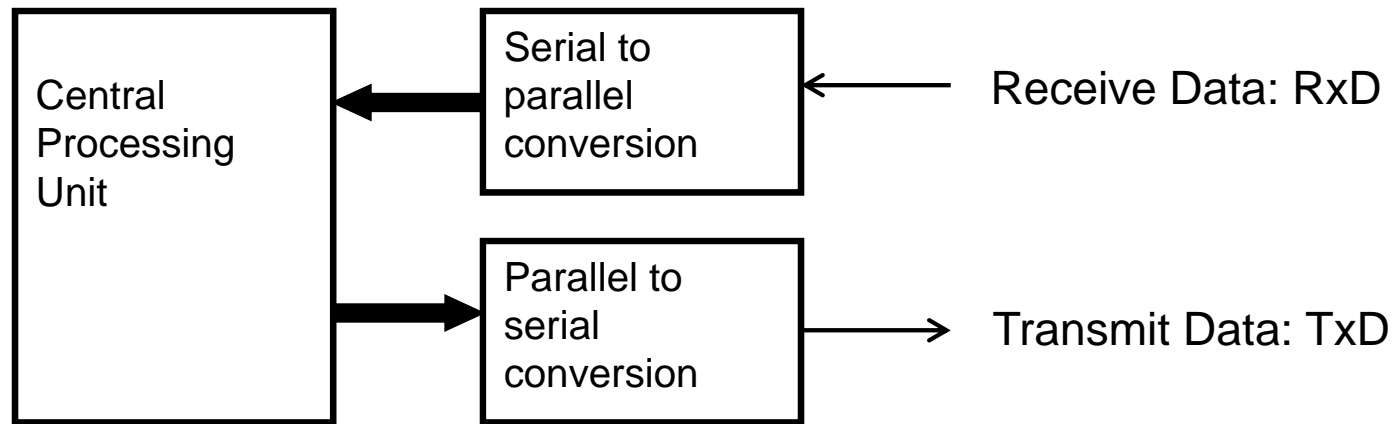 Central
Processing
Unit
Serial to
parallel
conversion
Receive Data: RxD
Parallel to
serial
conversion
Transmit Data: TxD